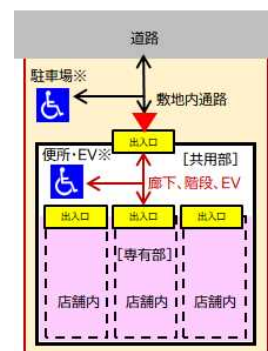 道路
駐車場※
敷地内通路
出入口
便所・EV※
[共用部]
廊下、階段、EV
出入口 出入口 出入口
[専有部]
店舗内 店舗内 店舗内